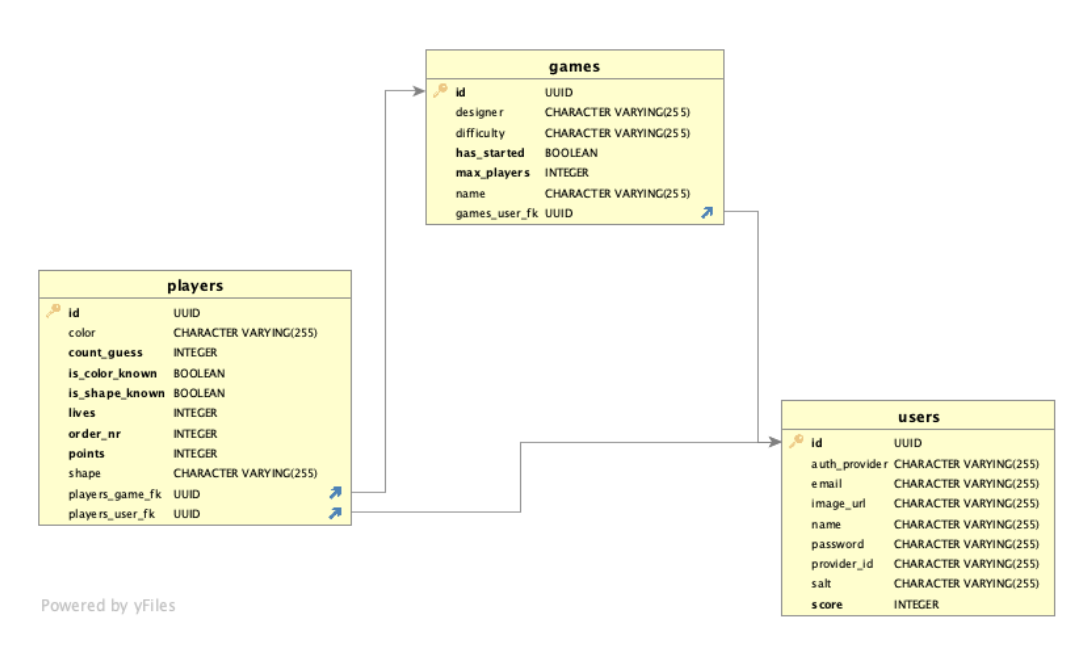 games
id UUID
designer CHARACTER VARYING(255)
difficulty CHARACTER VARYING(255)
has_started BOOLEAN
max_players INTEGER
name CHARACTER VARYING(255)
games_user_fk UUID
players
id UUID
color CHARACTER VARYING(255)
count_guess INTEGER
is_color_known BOOLEAN
is_shape_known BOOLEAN
lives INTEGER
order_nr INTEGER
points INTEGER
shape CHARACTER VARYING(255)
players_game_fk UUID
players_user_fk UUID
users
id UUID
auth_provider CHARACTER VARYING(255)
email CHARACTER VARYING(255)
image_url CHARACTER VARYING(255)
name CHARACTER VARYING(255)
password CHARACTER VARYING(255)
provider_id CHARACTER VARYING(255)
salt CHARACTER VARYING(255)
score INTEGER
Powered by yFiles